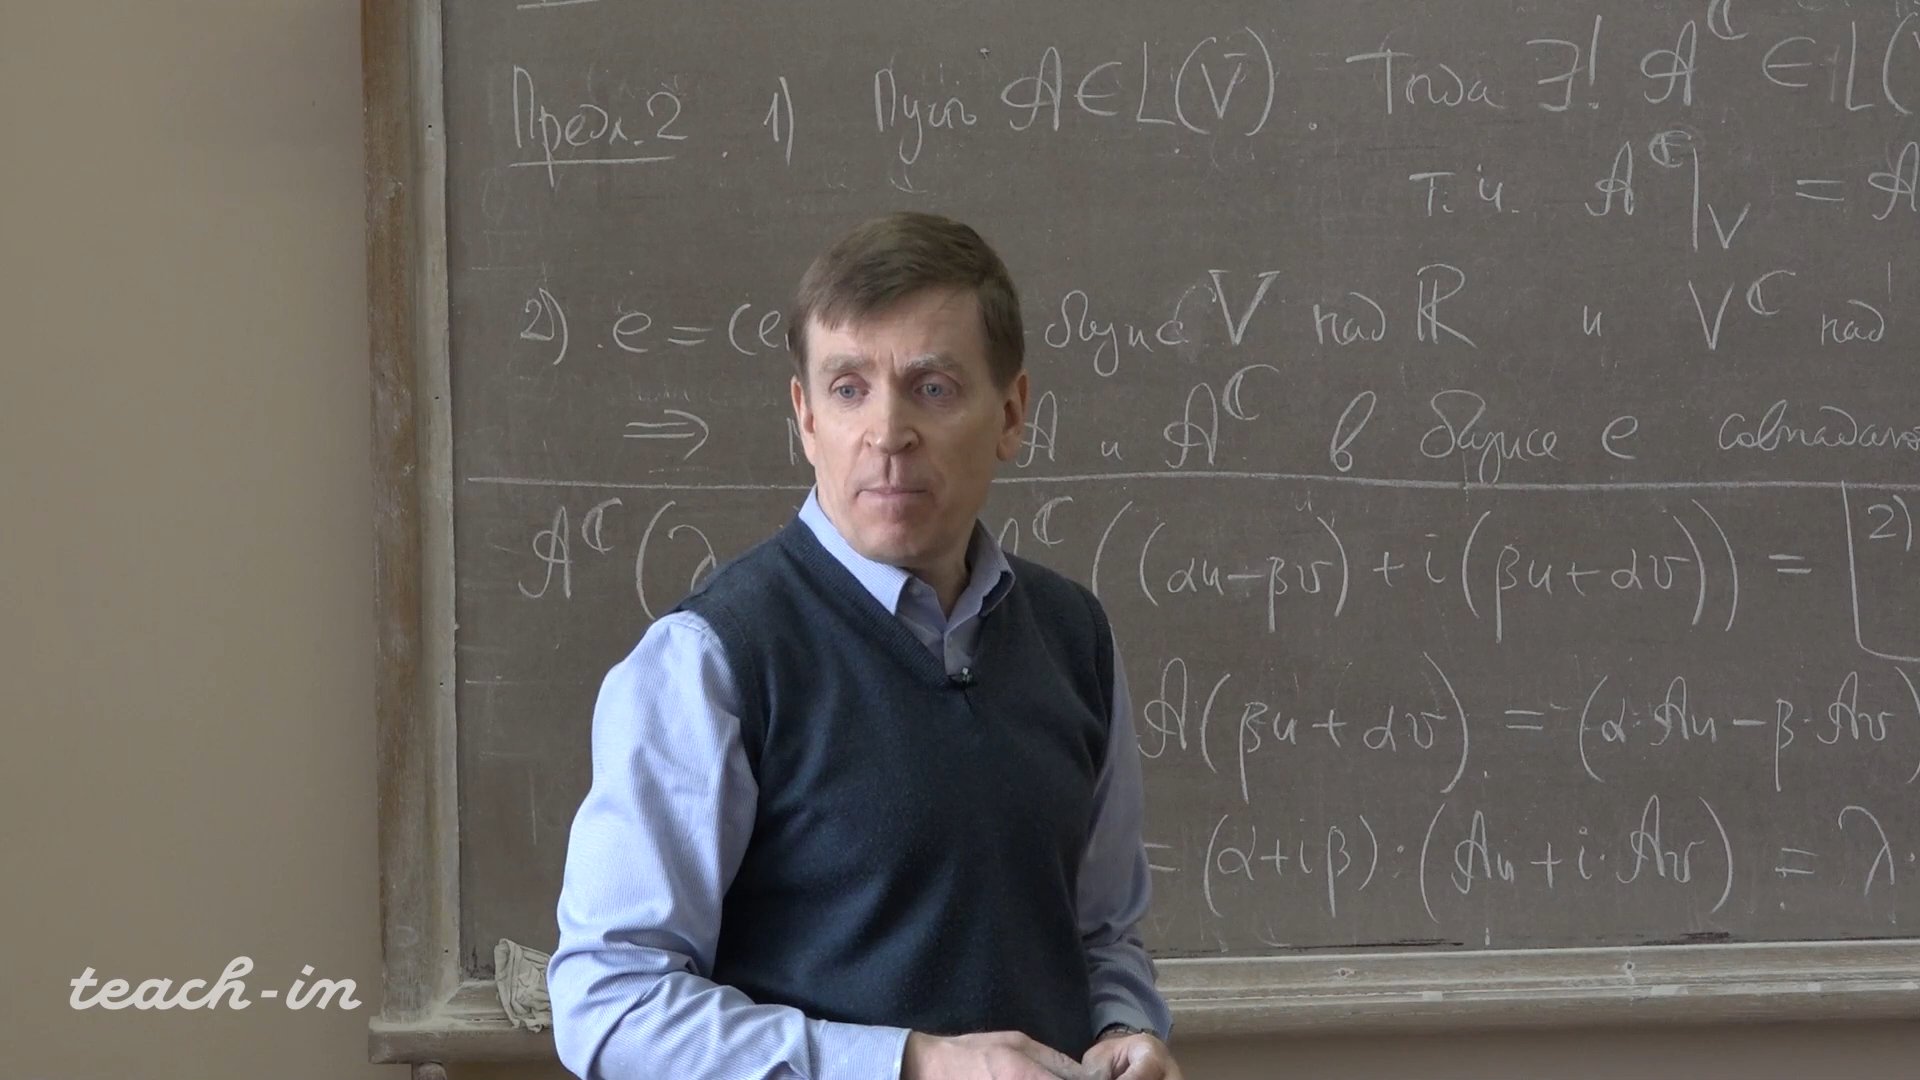 Предл. 2. 1) Пусть A ∈ L(V). Тогда ∃! A^ℂ ∈ L(
т.ч. A^ℂ|_V = A
2). e = (e базис V над ℝ и V^ℂ над
⇒ A и A^ℂ в базисе e совпадают
A^ℂ( A^ℂ((αu-βv) + i(βu+αv)) = 2)
A(βu+αv) = (α·Au - β·Av)
= (α+iβ)·(Au+i·Av) = λ·
teach-in